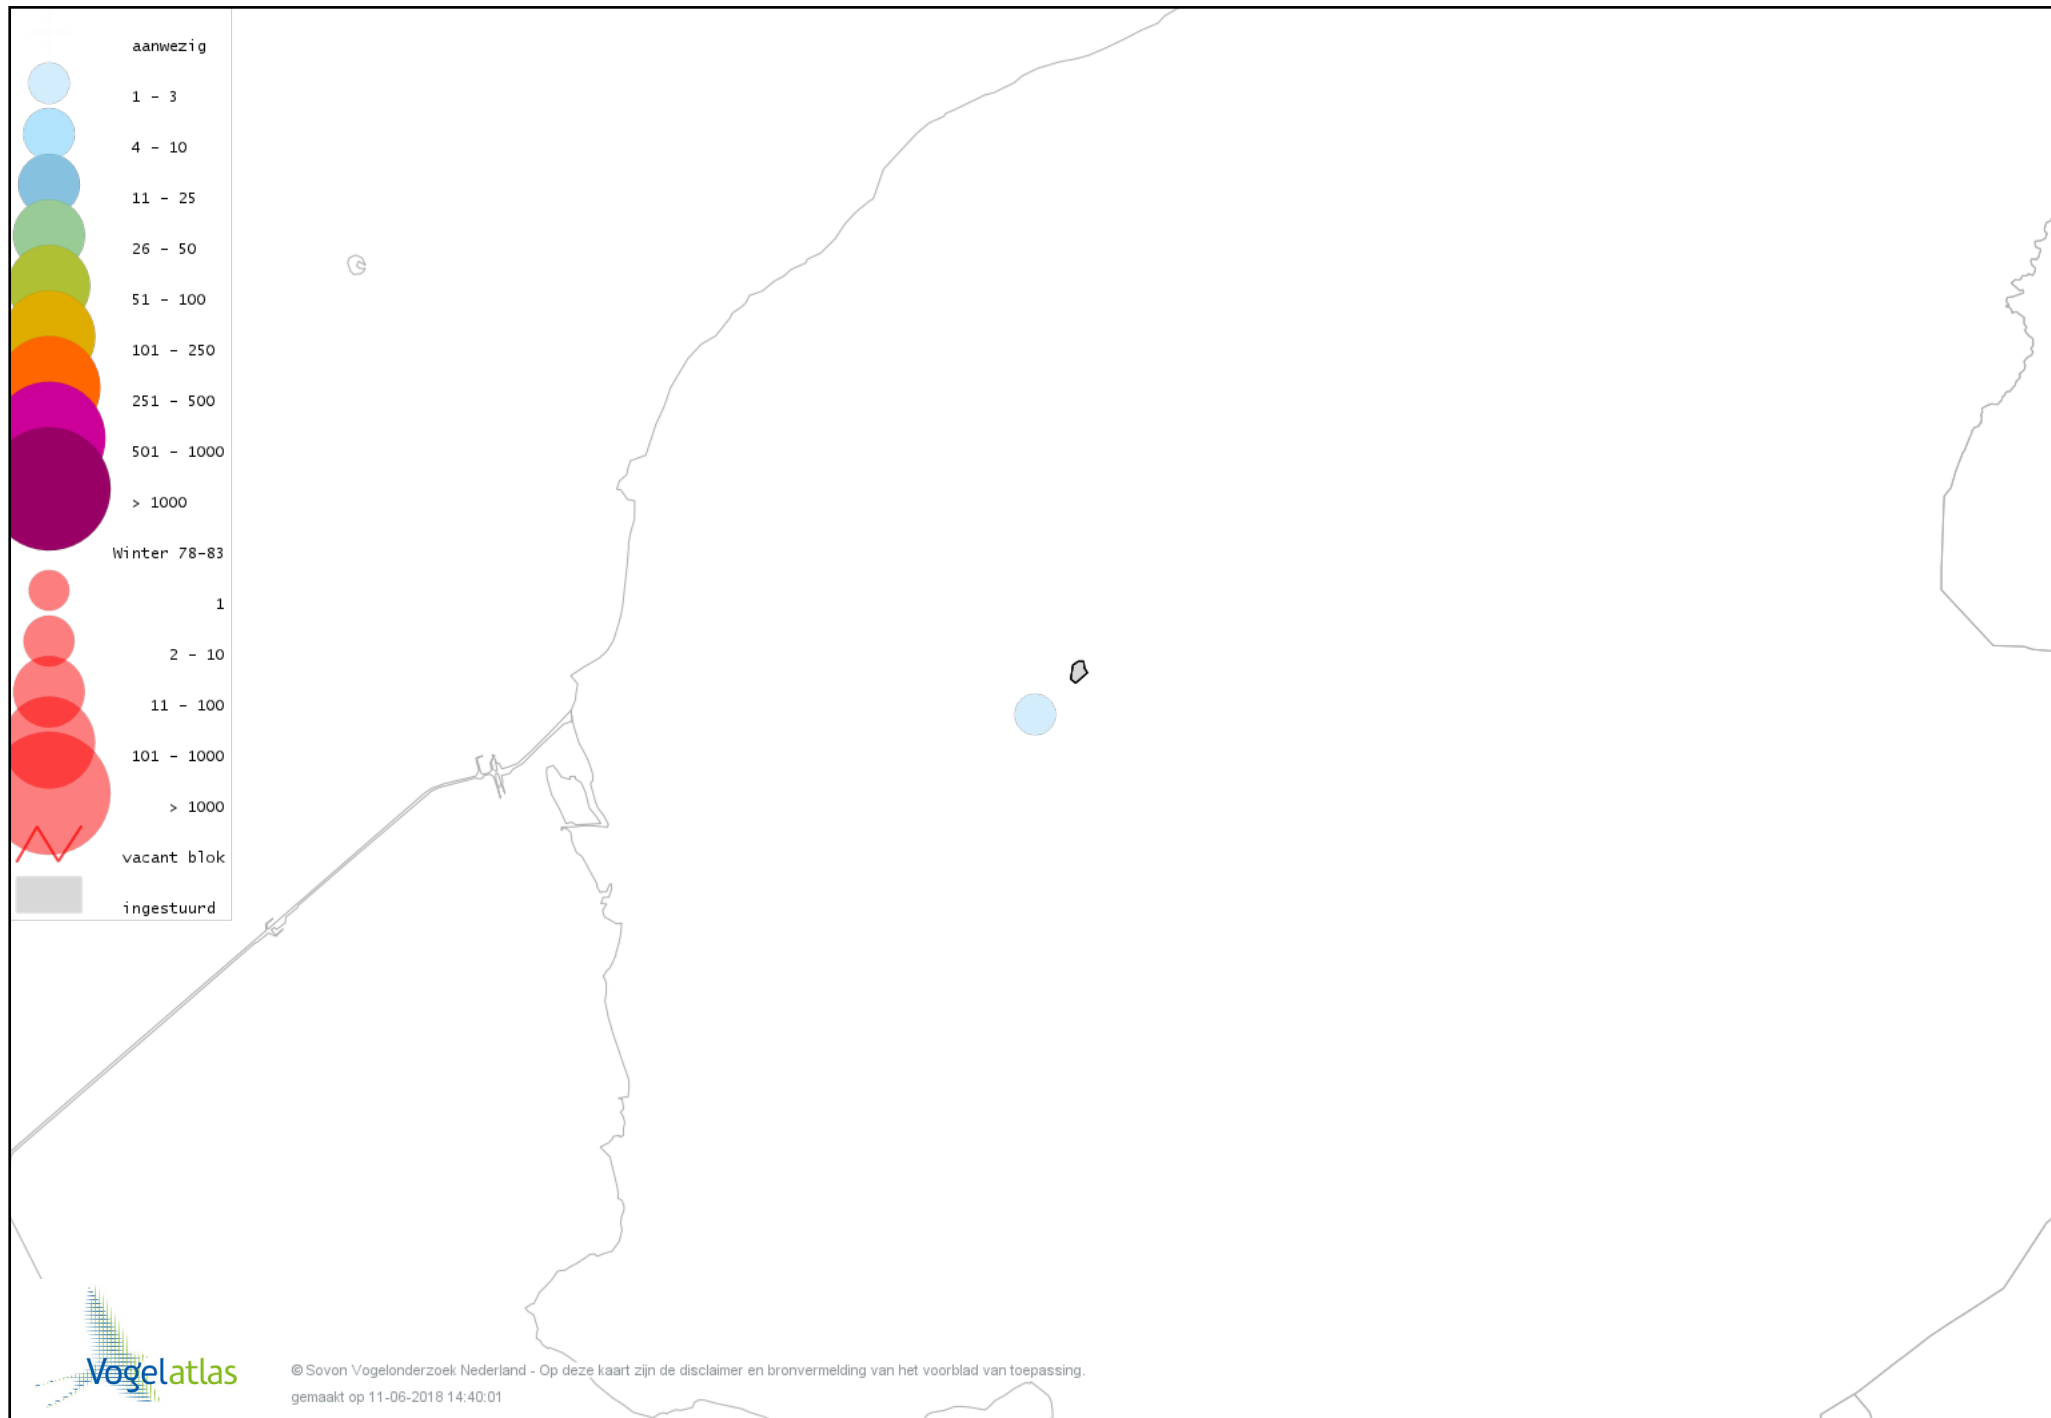 aanwezig
1 - 3
4 - 10
11 - 25
26 - 50
51 - 100
101 - 250
251 - 500
501 - 1000
> 1000
Winter 78-83
1
2 - 10
11 - 100
101 - 1000
> 1000
vacant blok
ingestuurd
Vogelatlas
© Sovon Vogelonderzoek Nederland - Op deze kaart zijn de disclaimer en bronvermelding van het voorblad van toepassing.
gemaakt op 11-06-2018 14:40:01